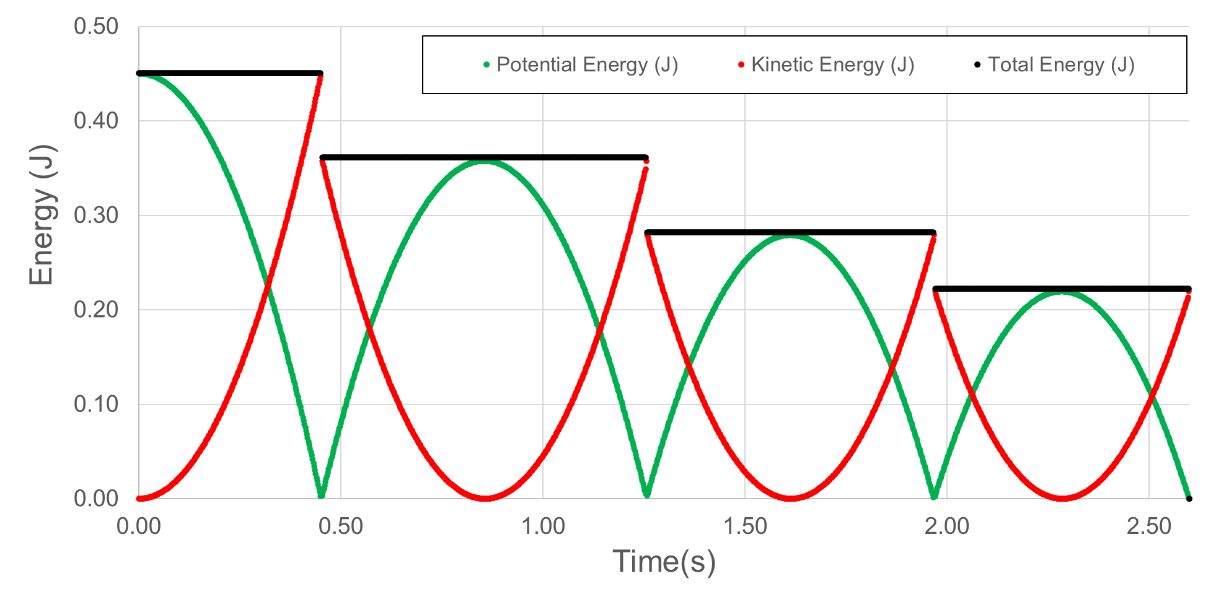 0.50
Potential Energy (J) Kinetic Energy (J) Total Energy (J)
0.40
0.30
0.20
0.10
0.00
Energy (J)
0.00 0.50 1.00 1.50 2.00 2.50
Time(s)